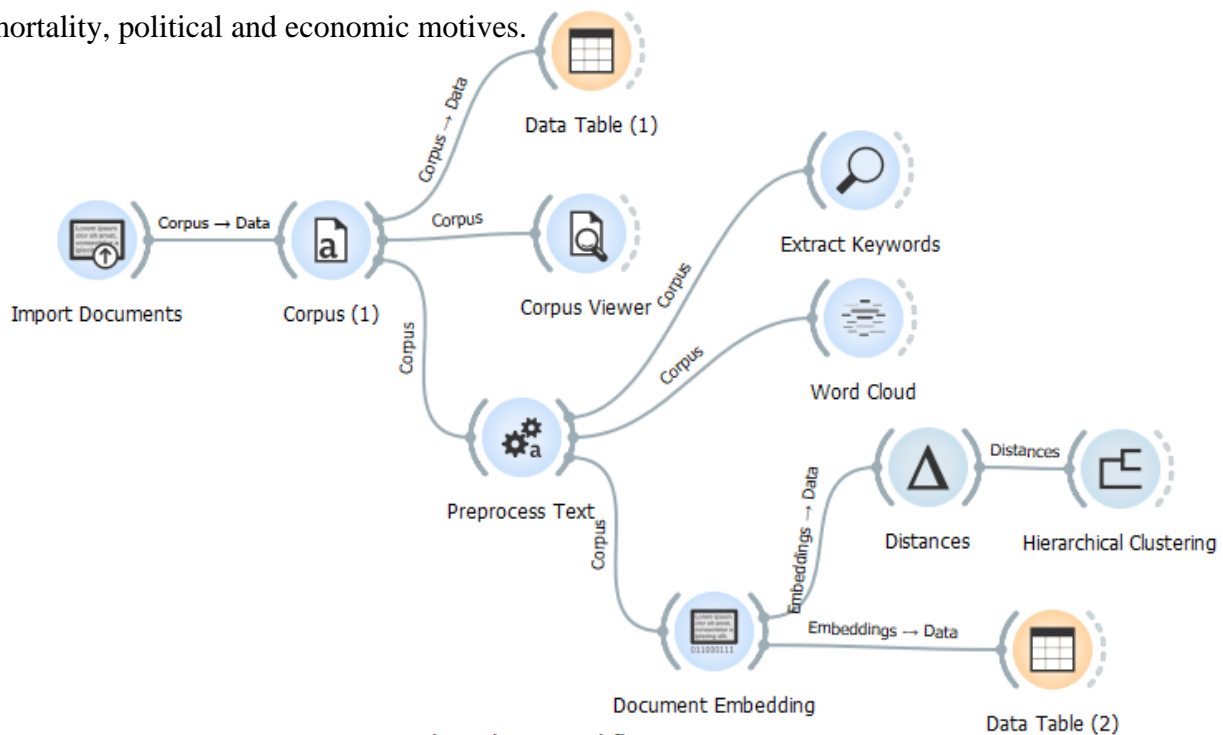 nortality, political and economic motives.
Corpus → Data
Data Table (1)
Corpus → Data
Corpus
Import Documents
Corpus (1)
Corpus Viewer
Corpus
Corpus
Extract Keywords
Corpus
Word Cloud
a
a
Preprocess Text
Corpus
Embeddings → Data
Distances
Distances
Hierarchical Clustering
Embeddings → Data
011000111
Document Embedding
Data Table (2)